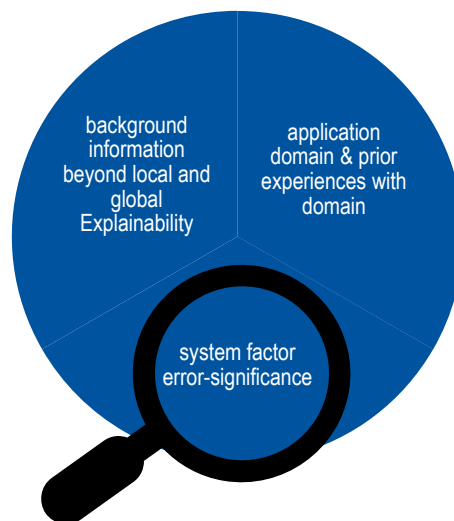 background
information
beyond local and
global
Explainability
application
domain & prior
experiences with
domain
system factor
error-significance